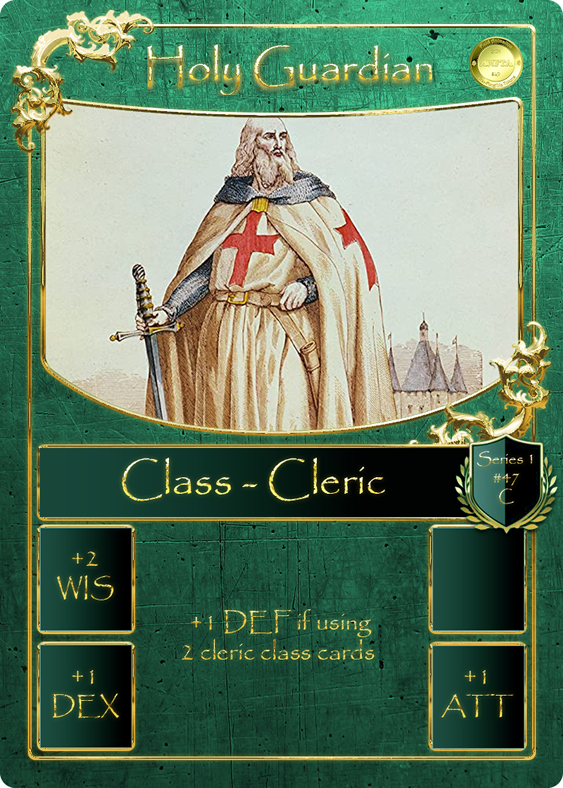 Holy Guardian
Class - Cleric
Series 1
#47
C
+2
WIS
+1 DEF if using
2 cleric class cards
+1
DEX
+1
ATT